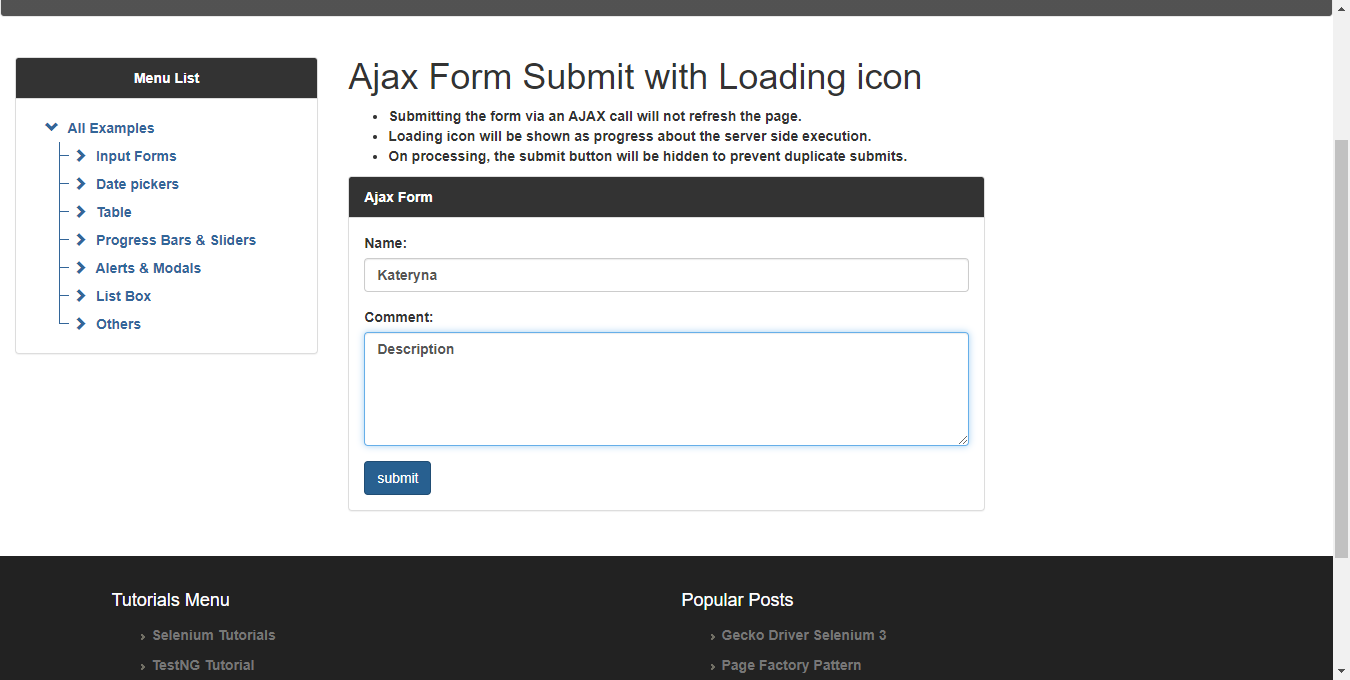 Menu List
All Examples
Input Forms
Date pickers
Table
Progress Bars & Sliders
Alerts & Modals
List Box
Others
Ajax Form Submit with Loading icon
Submitting the form via an AJAX call will not refresh the page.
Loading icon will be shown as progress about the server side execution.
On processing, the submit button will be hidden to prevent duplicate submits.
Ajax Form
Name:
Kateryna
Comment:
Description
submit
Tutorials Menu
Selenium Tutorials
TestNG Tutorial
Popular Posts
Gecko Driver Selenium 3
Page Factory Pattern